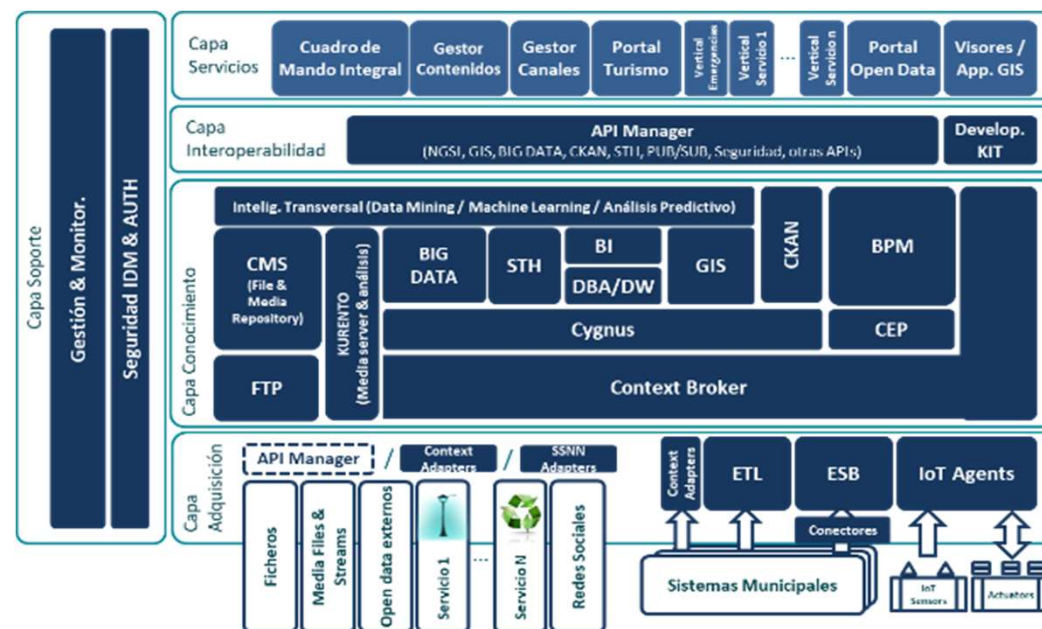 Capa
Servicios
Cuadro de
Mando Integral
Gestor
Contenidos
Gestor
Canales
Portal
Turismo
Vertical
Emergencias
Vertical
Servicio 1
...
Vertical
Servicio n
Portal
Open Data
Visores /
App. GIS
Capa
Interoperabilidad
API Manager
(NGSI, GIS, BIG DATA, CKAN, STH, PUB/SUB, Seguridad, otras APIs)
Develop.
KIT
Capa Soporte
Gestión & Monitor.
Seguridad IDM & AUTH
Capa Conocimiento
Intelig. Transversal (Data Mining / Machine Learning / Análisis Predictivo)
CMS
(File &
Media
Repository)
KURENTO
(Media server & análisis)
BIG
DATA
STH
BI
DBA/DW
GIS
CKAN
BPM
Cygnus
CEP
FTP
Context Broker
Capa
Adquisición
API Manager
/
Context
Adapters
/
SSNN
Adapters
Context
Adapters
ETL
ESB
IoT Agents
Conectores
Ficheros
Media Files &
Streams
Open data externos
Servicio 1
...
Servicio N
Redes Sociales
Sistemas Municipales
IoT
Sensors
Actuators